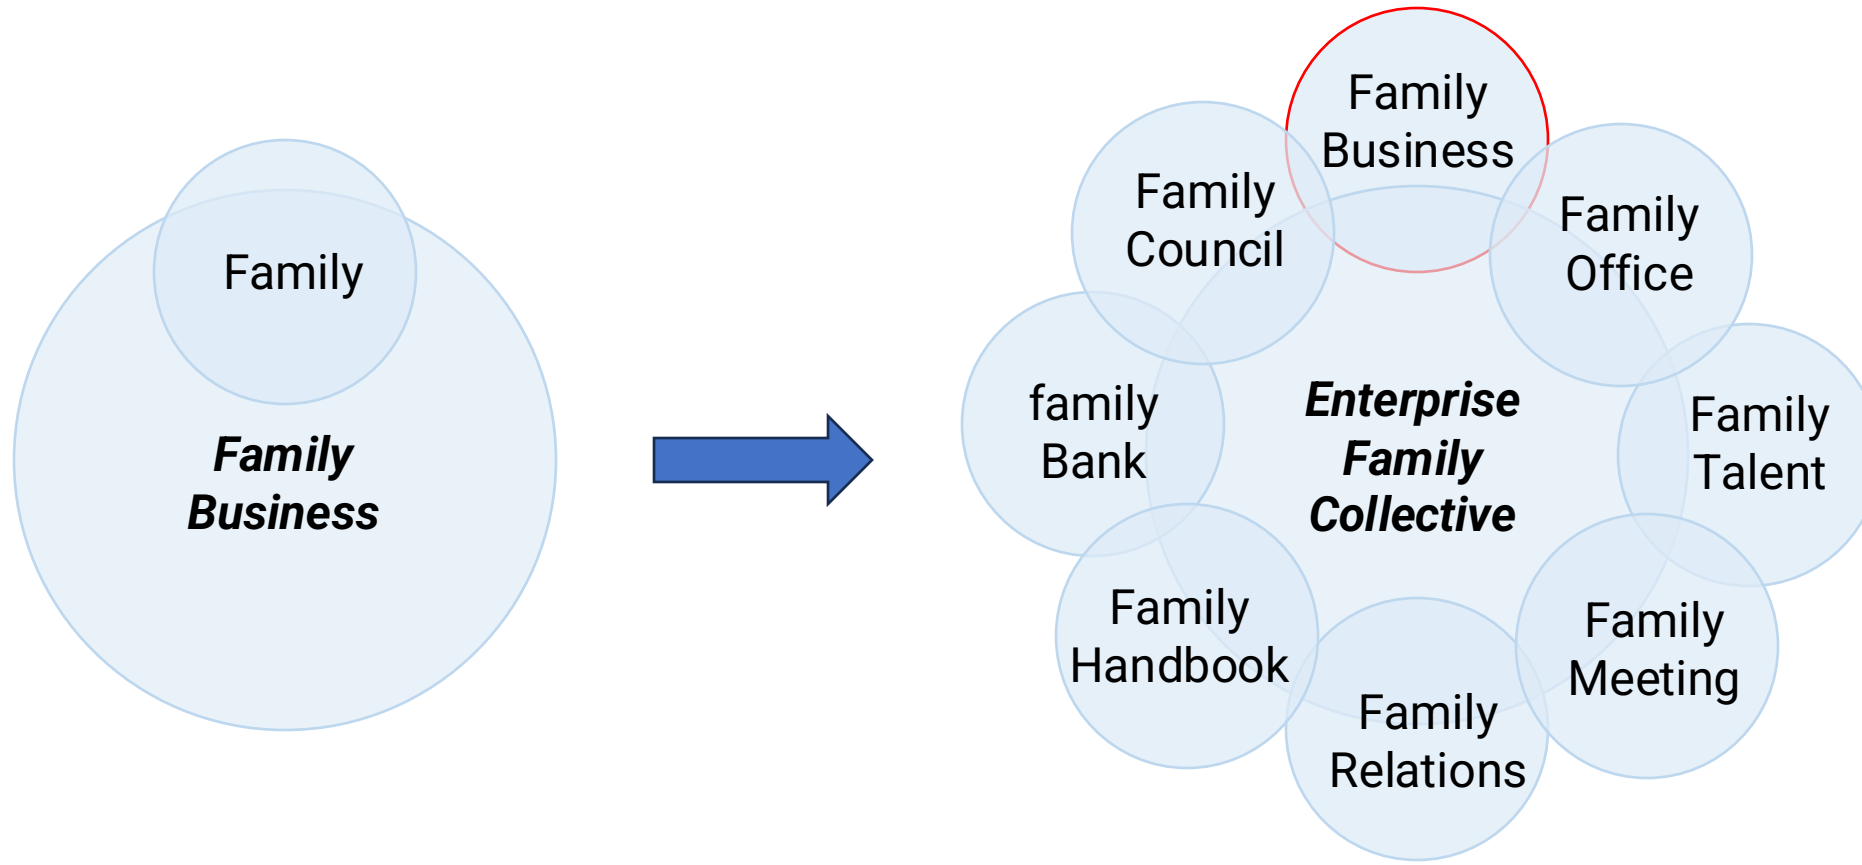 Family
Family
Business
Family
Business
Family
Council
Family
Office
family
Bank
Enterprise
Family
Collective
Family
Talent
Family
Handbook
Family
Meeting
Family
Relations